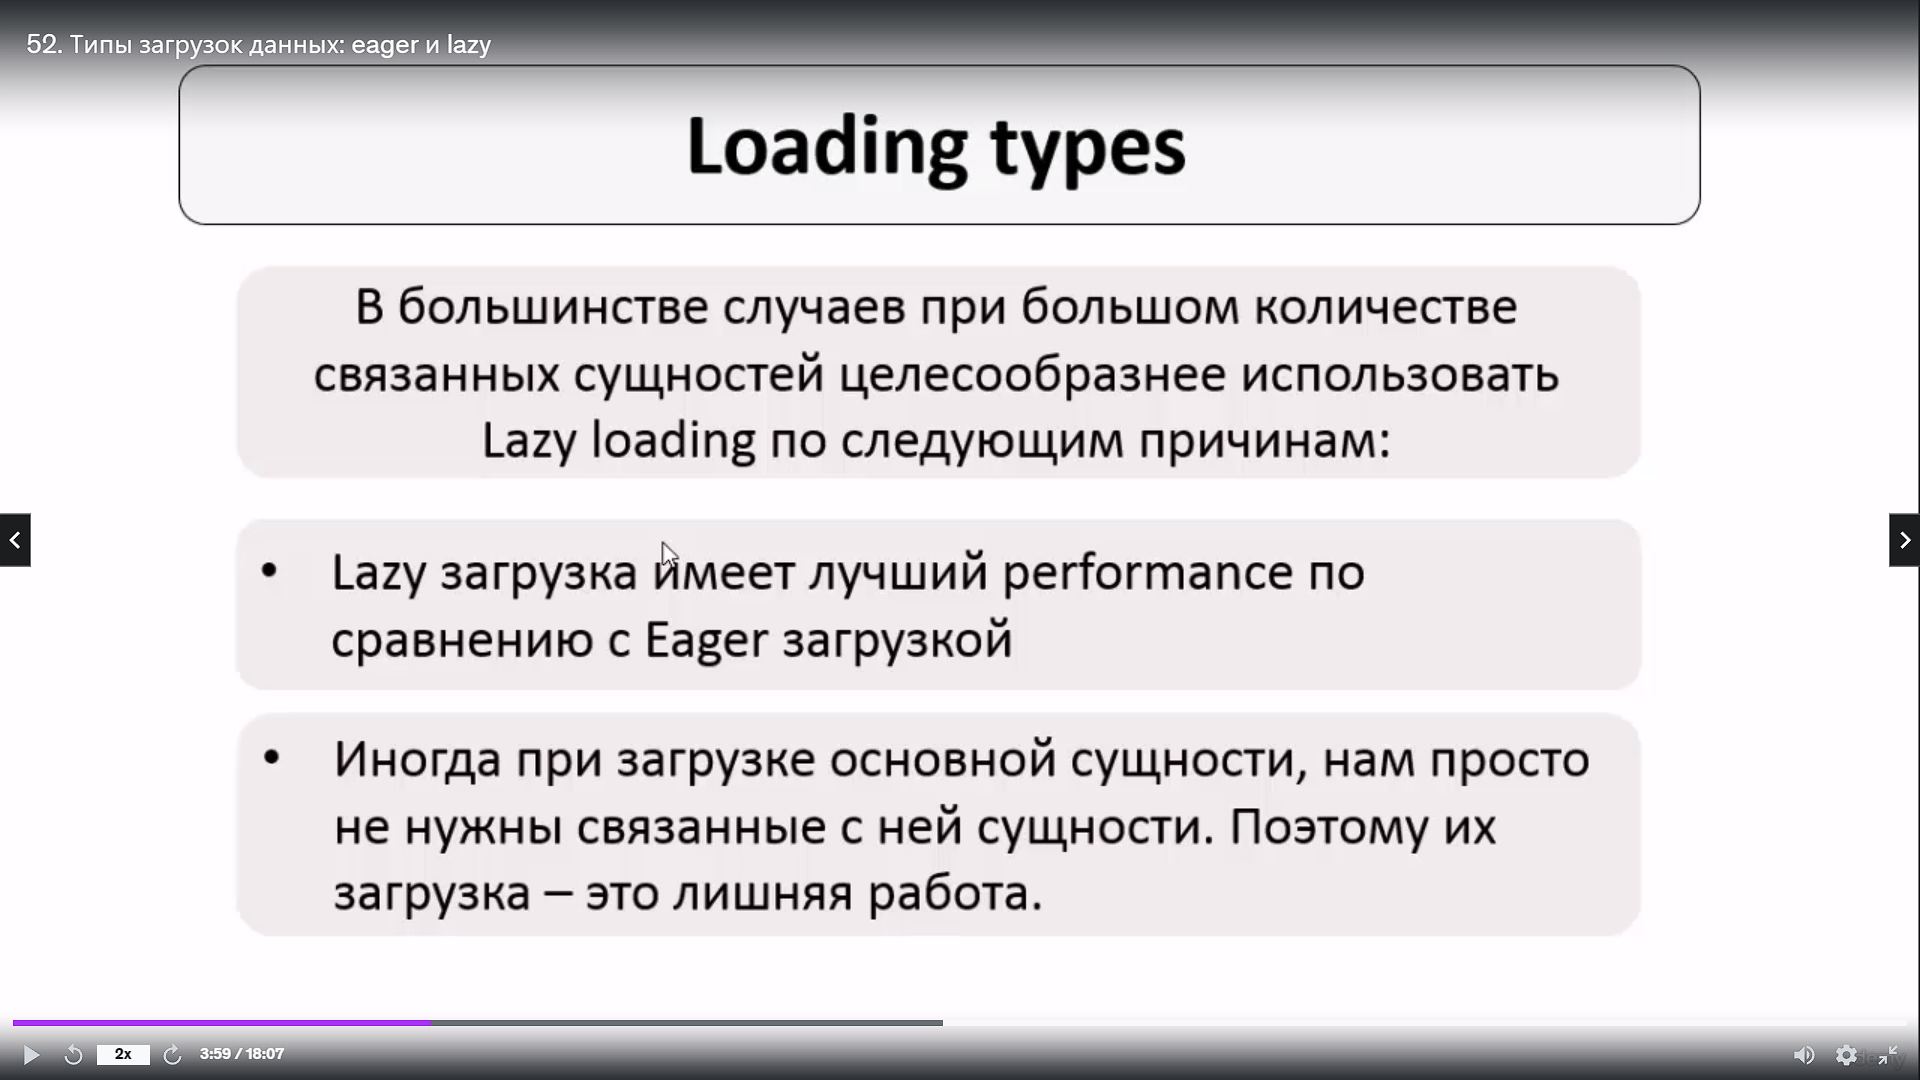 52. Типы загрузок данных: eager и lazy
Loading types
В большинстве случаев при большом количестве
связанных сущностей целесообразнее использовать
Lazy loading по следующим причинам:
• Lazy загрузка имеет лучший performance по
сравнению с Eager загрузкой
• Иногда при загрузке основной сущности, нам просто
не нужны связанные с ней сущности. Поэтому их
загрузка – это лишняя работа.
2x
3:59 / 18:07